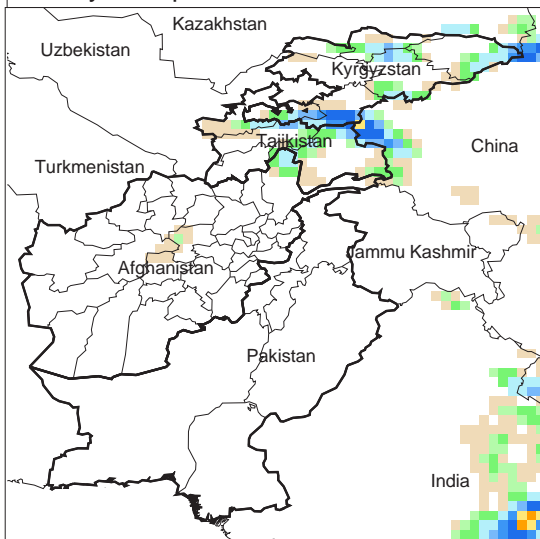 Kazakhstan
Uzbekistan
Kyrgyzstan
Tajikistan
China
Turkmenistan
Jammu Kashmir
Afghanistan
Pakistan
India